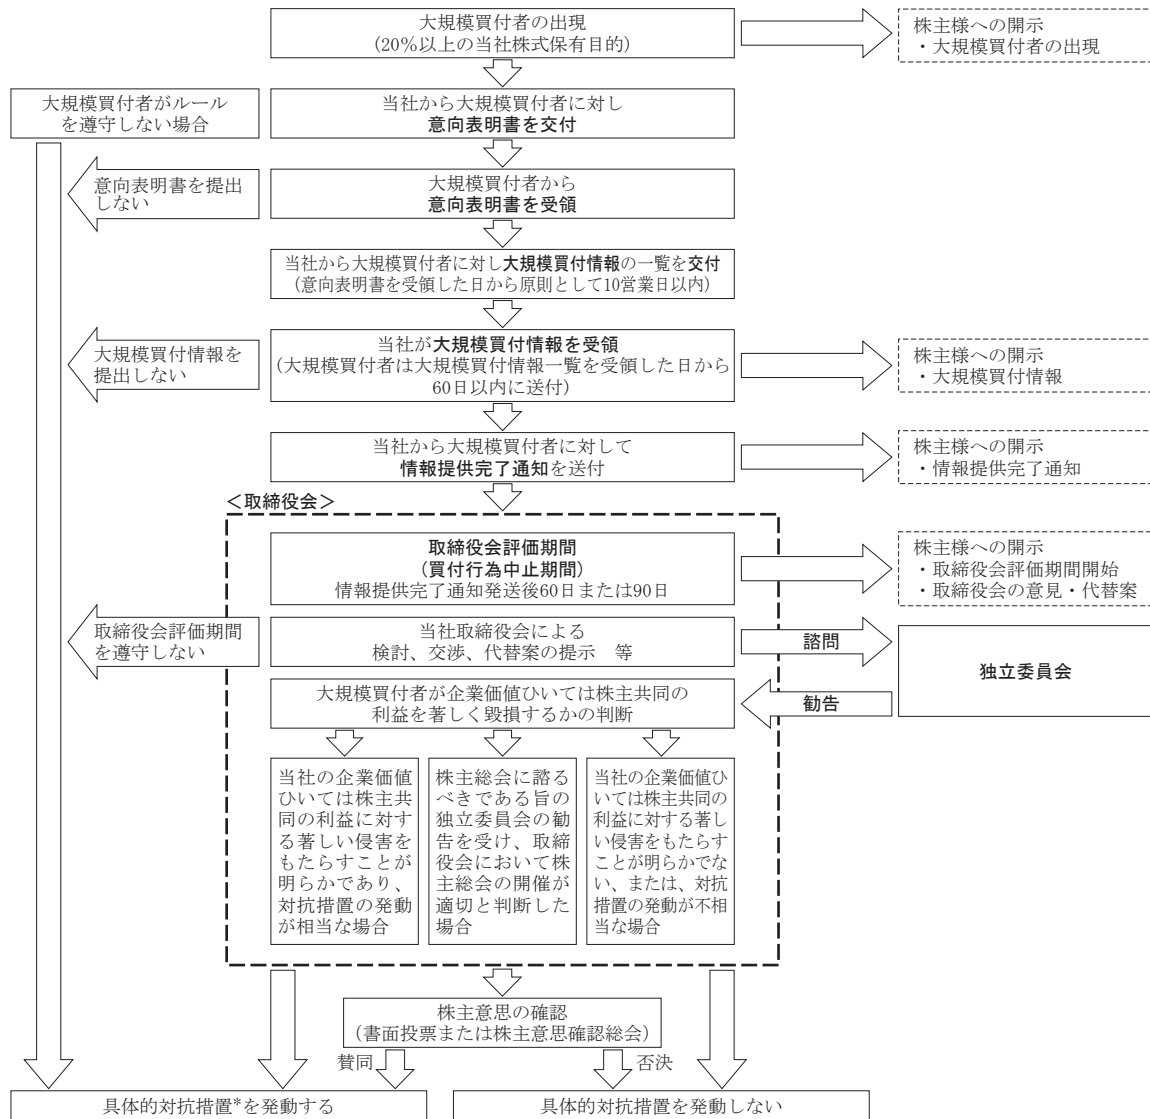 大規模買付者の出現
(20%以上の当社株式保有目的)
株主様への開示
・大規模買付者の出現
大規模買付者がルール
を遵守しない場合
当社から大規模買付者に対し
意向表明書を交付
意向表明書を提出
しない
大規模買付者から
意向表明書を受領
当社から大規模買付者に対し大規模買付情報の一覧を交付
(意向表明書を受領した日から原則として10営業日以内)
大規模買付情報を
提出しない
当社が大規模買付情報を受領
(大規模買付者は大規模買付情報一覧を受領した日から
60日以内に送付)
株主様への開示
・大規模買付情報
当社から大規模買付者に対して
情報提供完了通知を送付
株主様への開示
・情報提供完了通知
<取締役会>
取締役会評価期間
(買付行為中止期間)
情報提供完了通知発送後60日または90日
株主様への開示
・取締役会評価期間開始
・取締役会の意見・代替案
取締役会評価期間
を遵守しない
当社取締役会による
検討、交渉、代替案の提示 等
諮問
独立委員会
大規模買付者が企業価値ひいては株主共同の
利益を著しく毀損するかの判断
勧告
当社の企業価値
ひいては株主共
同の利益に対す
る著しい侵害を
もたらすことが
明らかであり、
対抗措置の発動
が相当な場合
株主総会に諮る
べきである旨の
独立委員会の勧
告を受け、取締
役会において株
主総会の開催が
適切と判断した
場合
当社の企業価値ひ
いては株主共同の
利益に対する著し
い侵害をもたらす
ことが明らかでな
い、または、対抗
措置の発動が不相
当な場合
株主意思の確認
(書面投票または株主意思確認総会)
賛同
否決
具体的対抗措置*を発動する
具体的対抗措置を発動しない